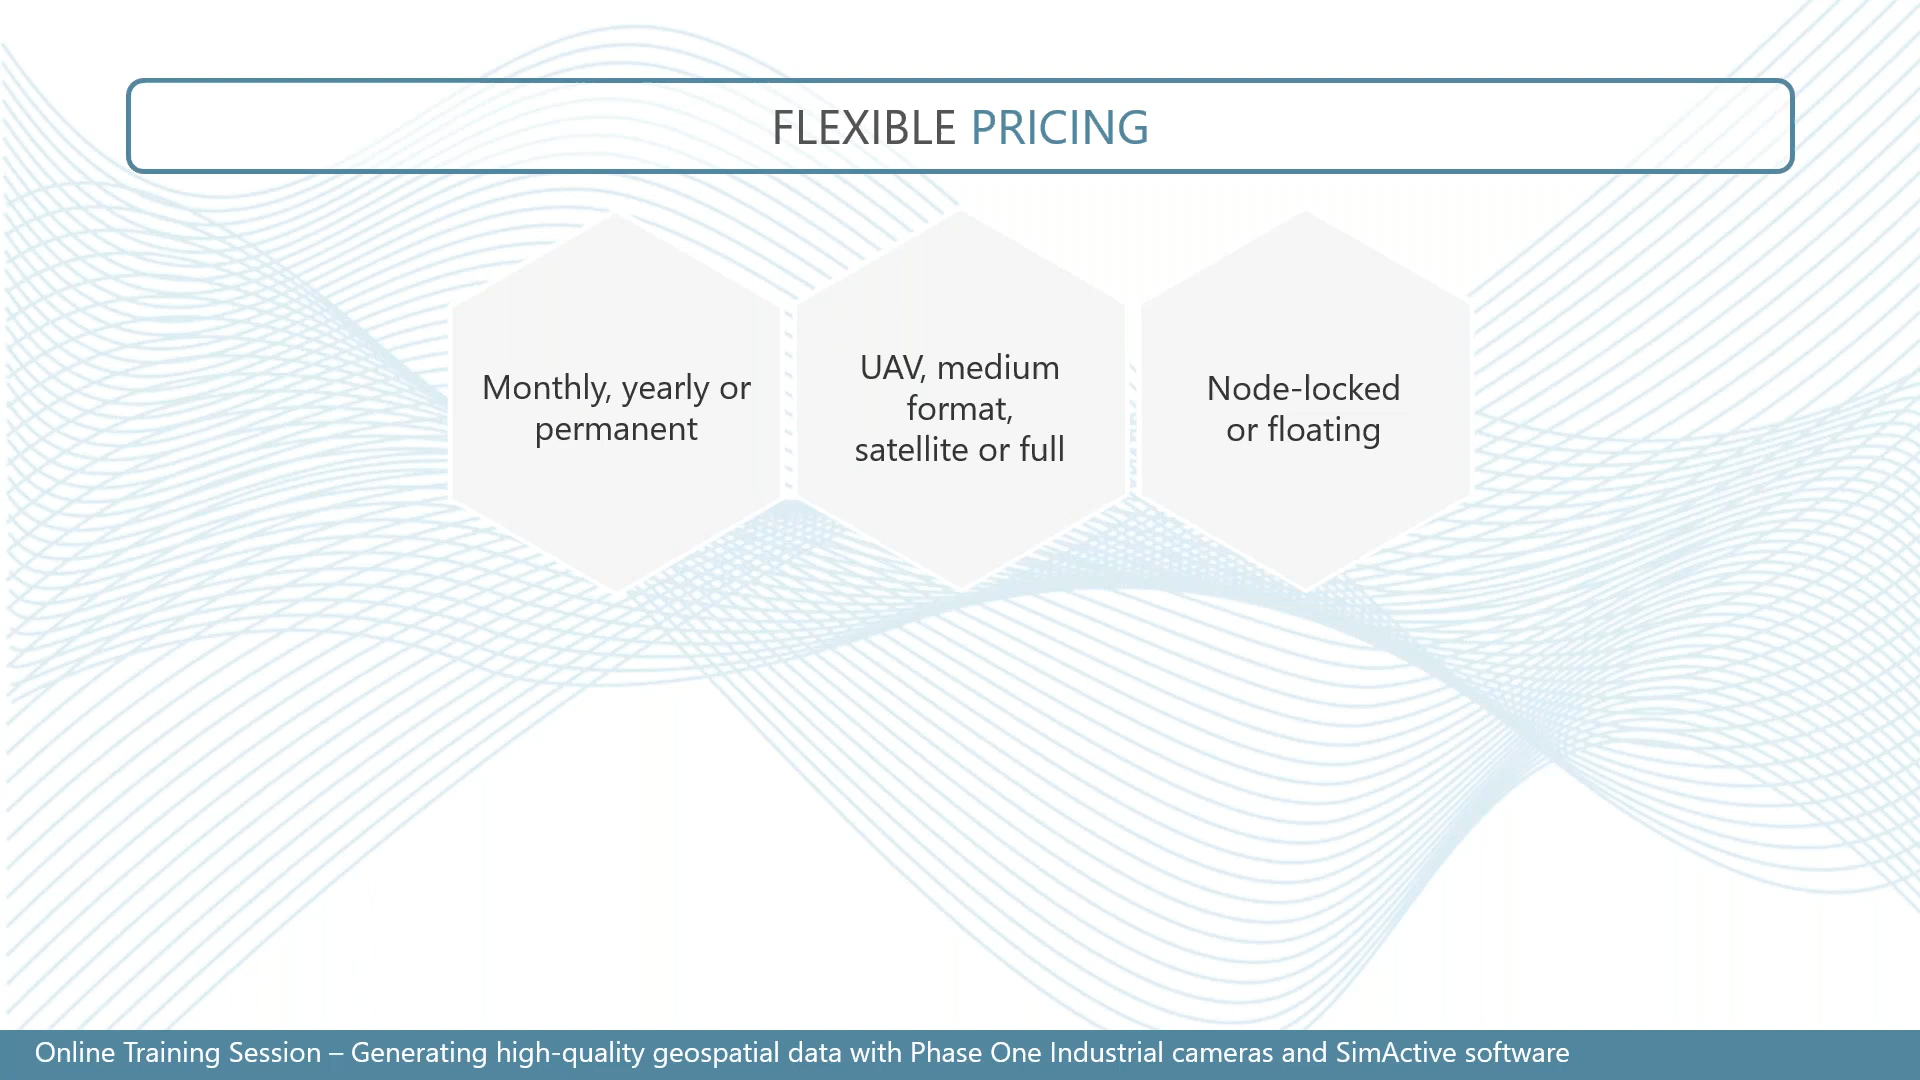 FLEXIBLE PRICING
Monthly, yearly or
permanent
UAV, medium
format,
satellite or full
Node-locked
or floating
Online Training Session – Generating high-quality geospatial data with Phase One Industrial cameras and SimActive software